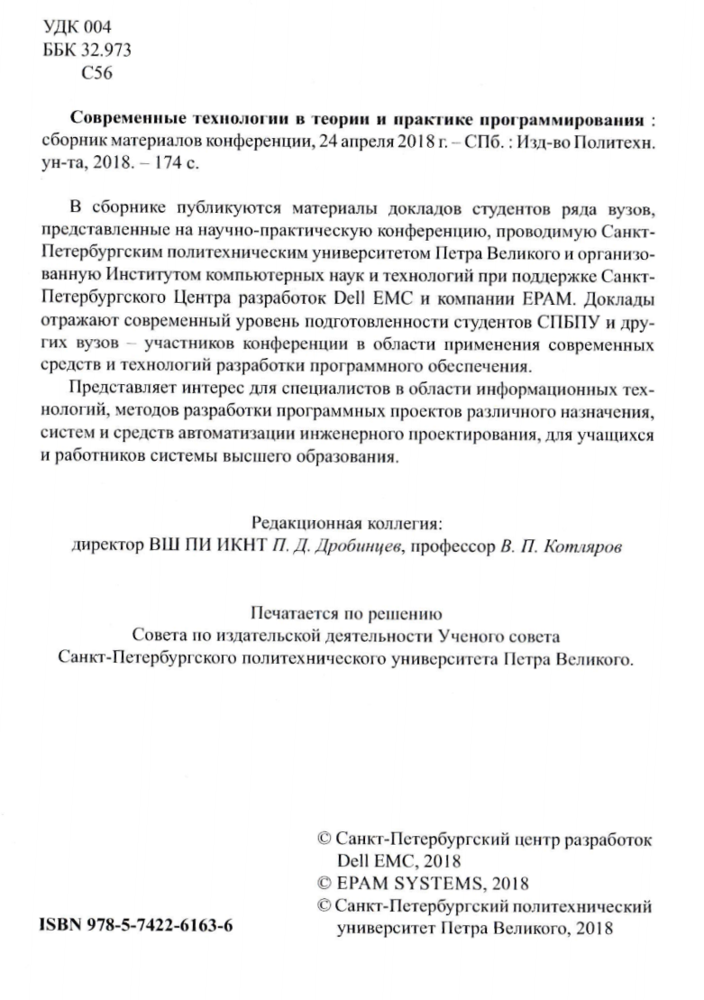 УДК 004
ББК 32.973
С56
Современные технологии в теории и практике программирования :
сборник материалов конференции, 24 апреля 2018 г. – СПб. : Изд-во Политехн.
ун-та, 2018. – 174 с.
В сборнике публикуются материалы докладов студентов ряда вузов,
представленные на научно-практическую конференцию, проводимую Санкт-
Петербургским политехническим университетом Петра Великого и организо-
ванную Институтом компьютерных наук и технологий при поддержке Санкт-
Петербургского Центра разработок Dell EMC и компании EPAM. Доклады
отражают современный уровень подготовленности студентов СПБПУ и дру-
гих вузов – участников конференции в области применения современных
средств и технологий разработки программного обеспечения.
Представляет интерес для специалистов в области информационных тех-
нологий, методов разработки программных проектов различного назначения,
систем и средств автоматизации инженерного проектирования, для учащихся
и работников системы высшего образования.
Редакционная коллегия:
директор ВШ ПИ ИКНТ П. Д. Дробинцев, профессор В. П. Котляров
Печатается по решению
Совета по издательской деятельности Ученого совета
Санкт-Петербургского политехнического университета Петра Великого.
© Санкт-Петербургский центр разработок
Dell EMC, 2018
© EPAM SYSTEMS, 2018
© Санкт-Петербургский политехнический
университет Петра Великого, 2018
ISBN 978-5-7422-6163-6